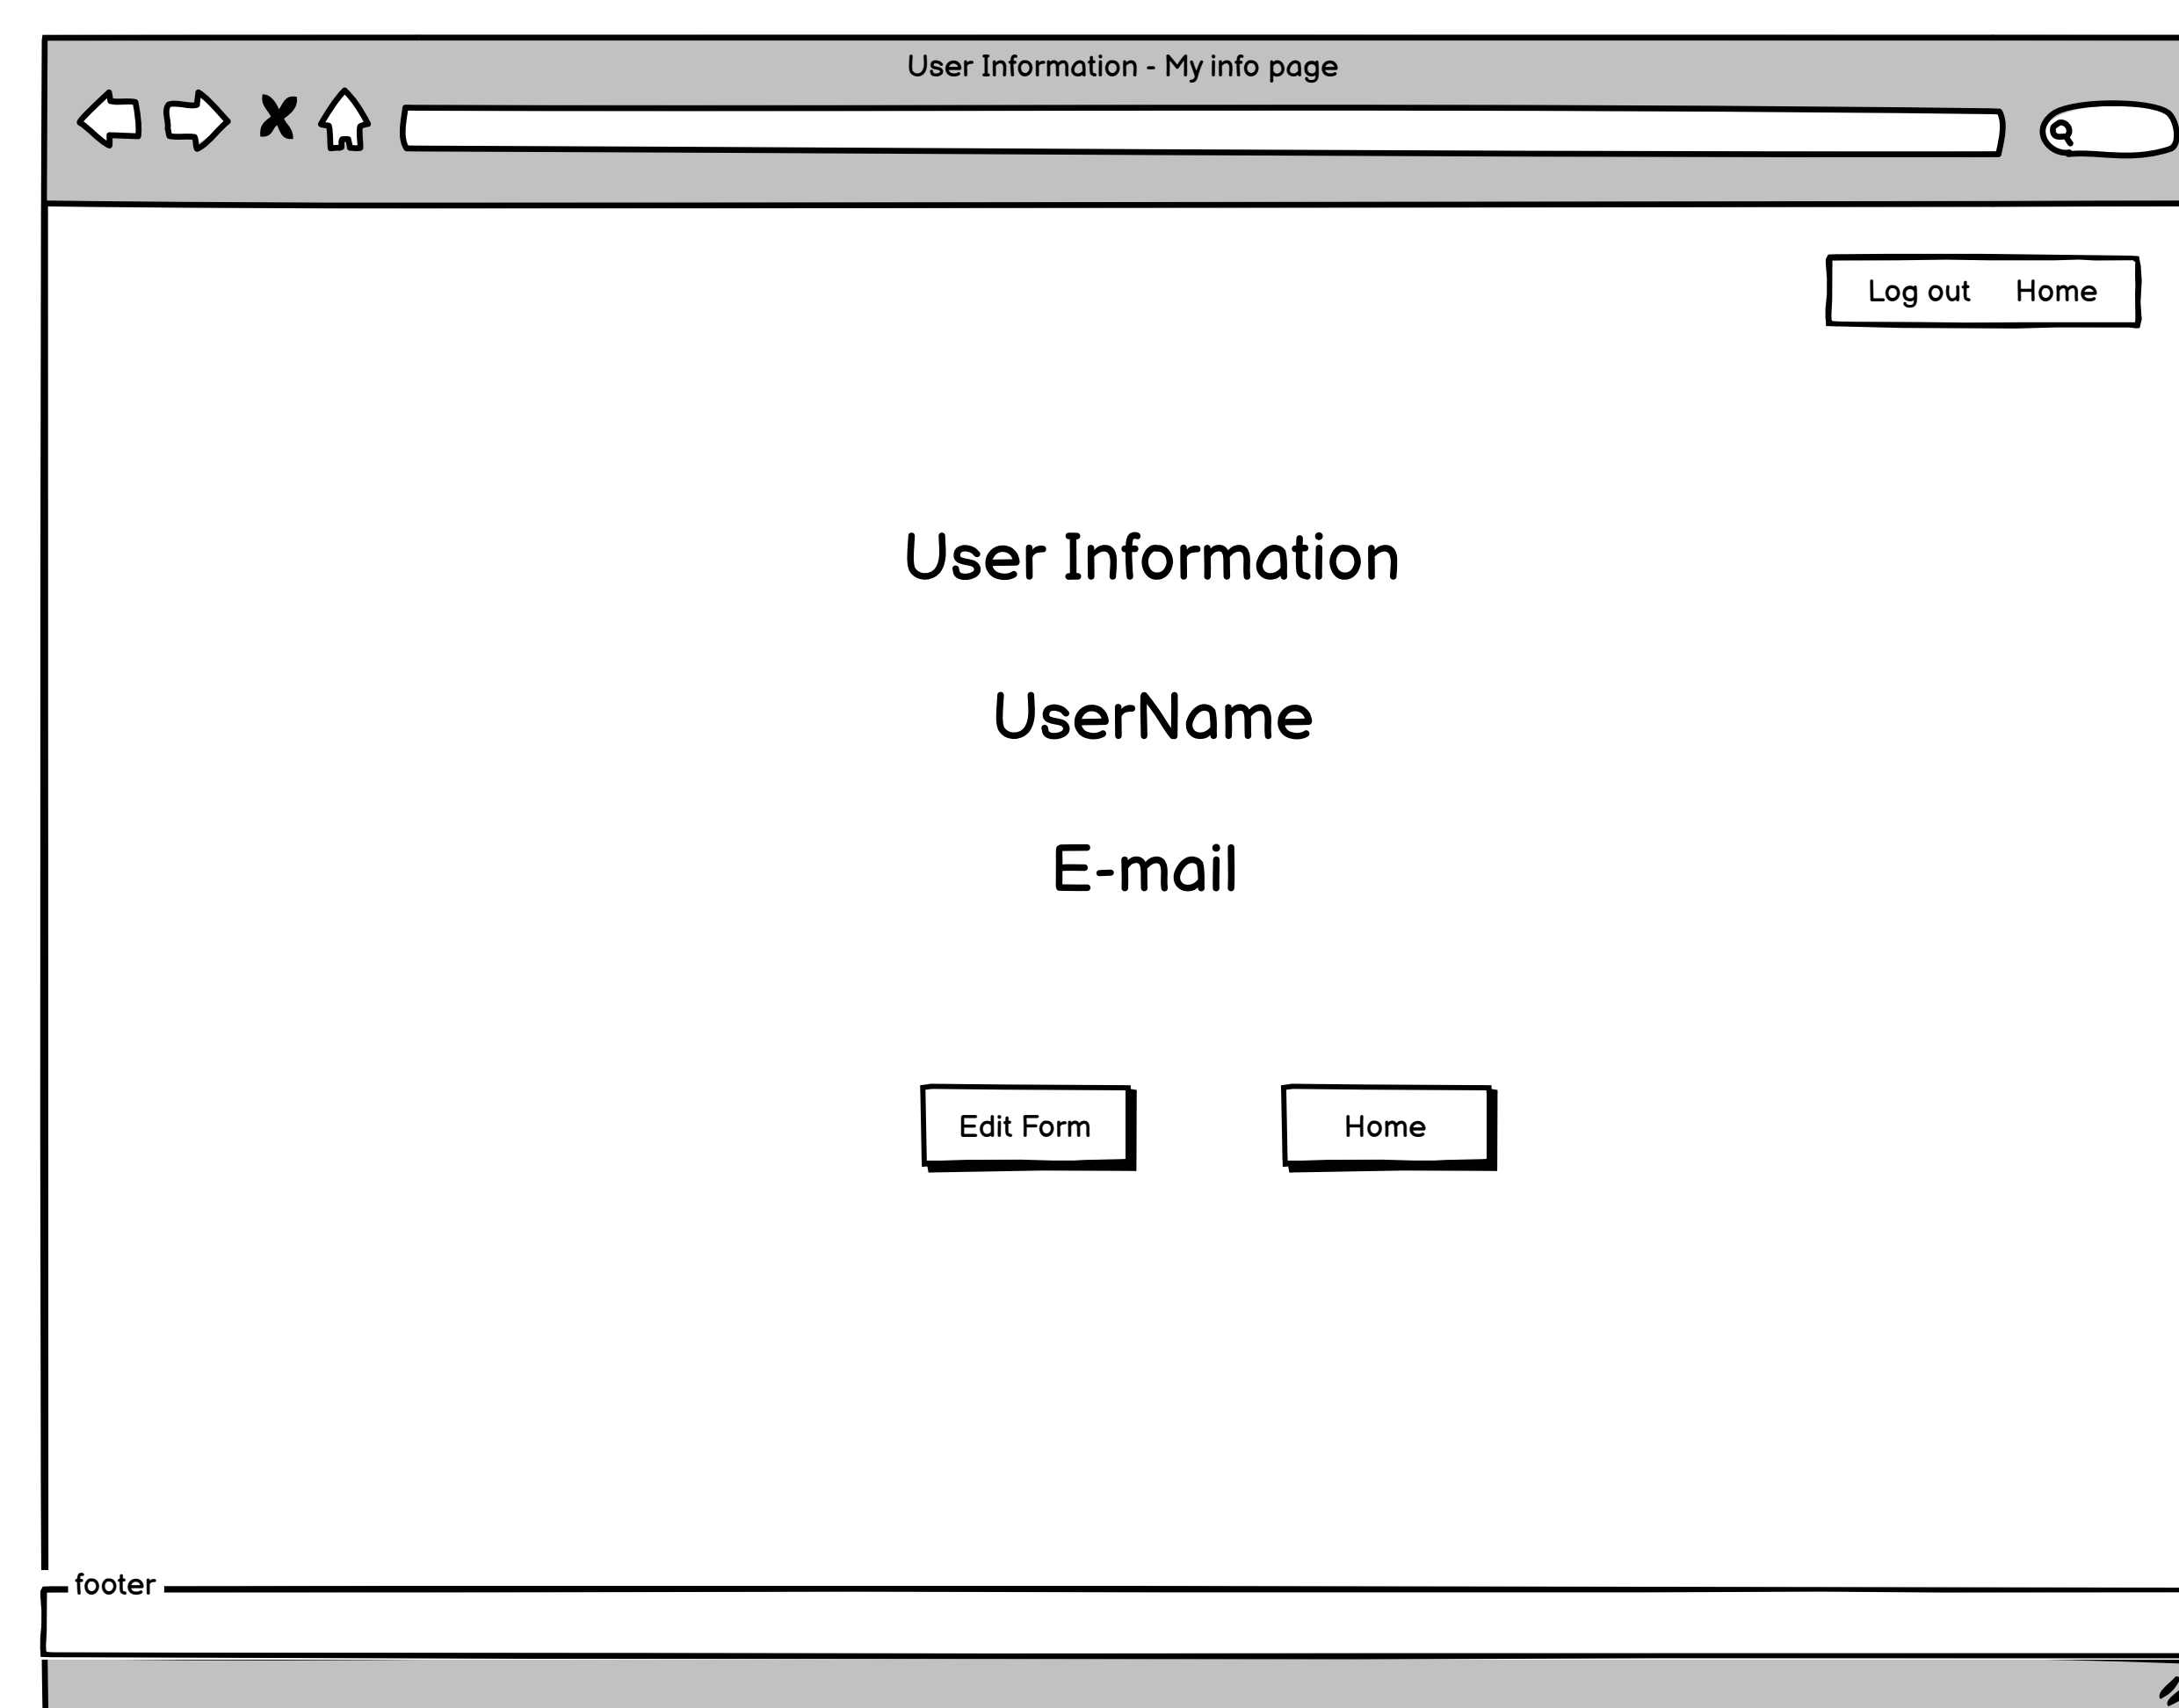 User Information - My info page
Log out Home
User Information
UserName
E-mail
Edit Form Home
footer